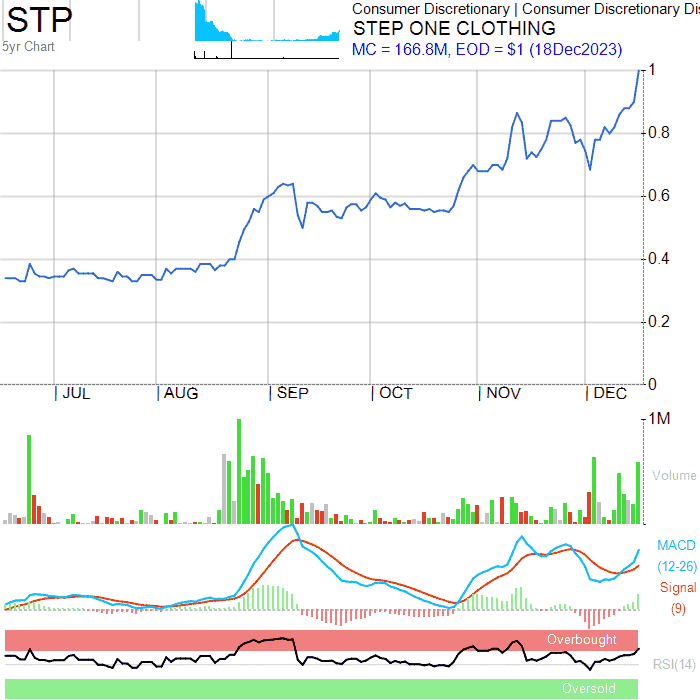 STP
5yr Chart
Consumer Discretionary | Consumer Discretionary Dis
STEP ONE CLOTHING
MC = 166.8M, EOD = $1 (18Dec2023)
1
0.8
0.6
0.4
0.2
0
| JUL | AUG | SEP | OCT | NOV | DEC
1M
Volume
MACD
(12-26)
Signal
(9)
Overbought
RSI(14)
Oversold